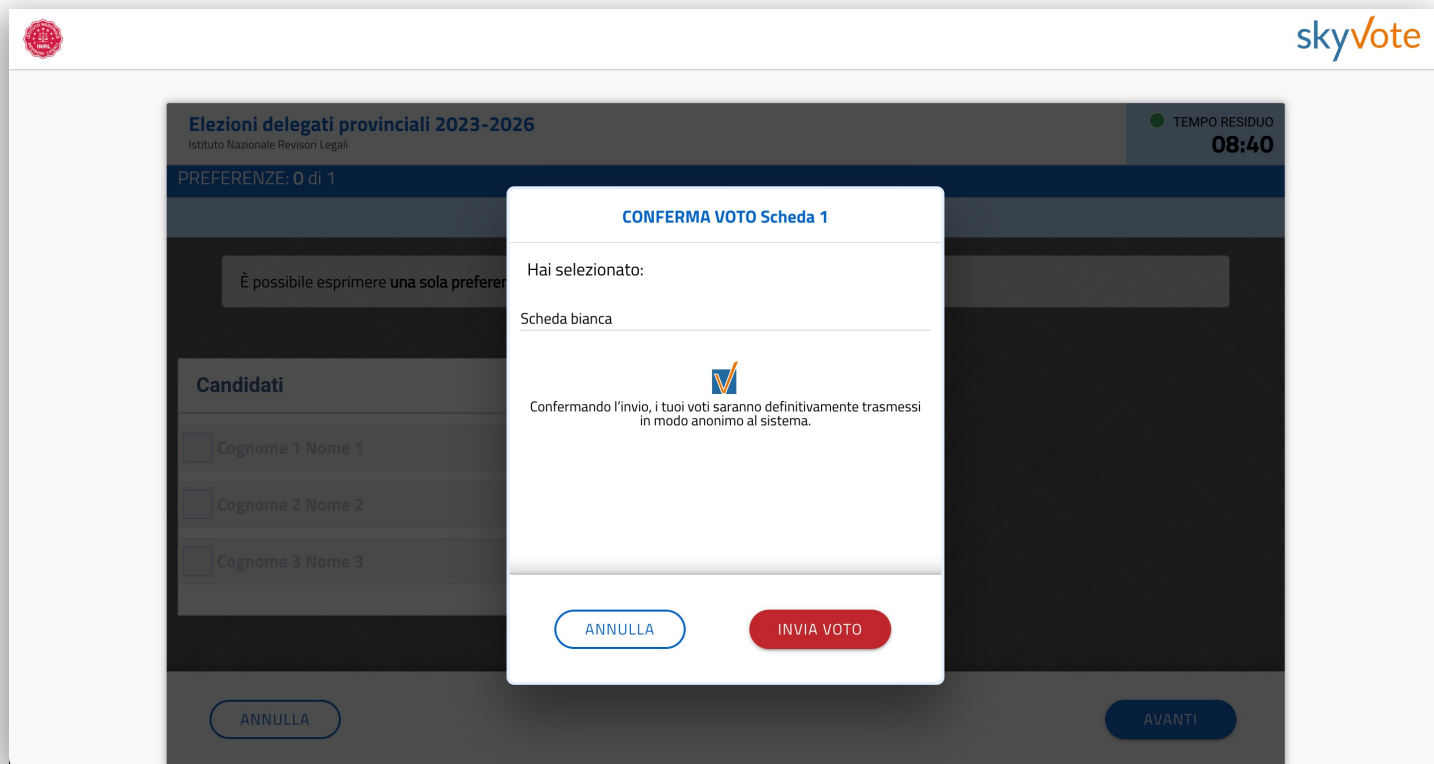 skyvote
Elezioni delegati provinciali 2023-2026
Istituto Nazionale Revisori Legali
TEMPO RESIDUO
08:40
PREFERENZE: 0 di 1
CONFERMA VOTO Scheda 1
Hai selezionato:
È possibile esprimere una sola preferen
Scheda bianca
Confermando l'invio, i tuoi voti saranno definitivamente trasmessi
in modo anonimo al sistema.
Candidati
Cognome 1 Nome 1
Cognome 2 Nome 2
Cognome 3 Nome 3
ANNULLA
INVIA VOTO
ANNULLA
AVANTI